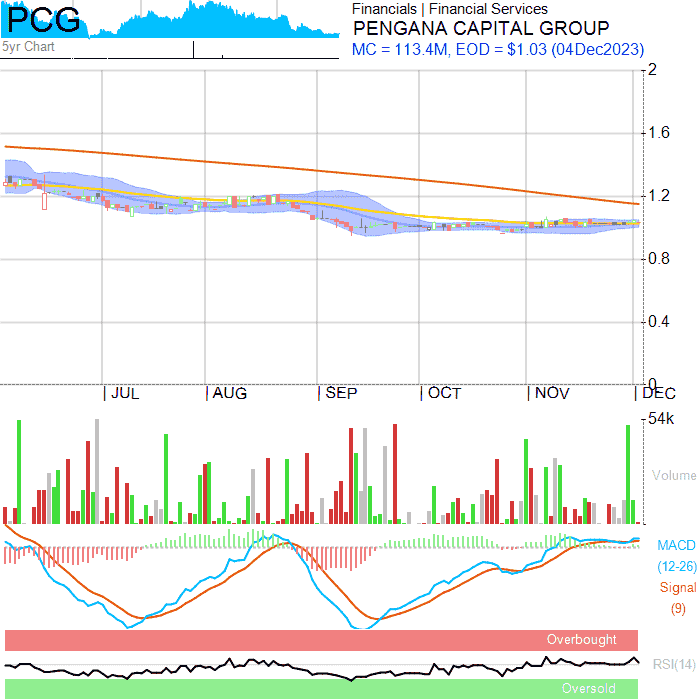 PCG
5yr Chart
Financials | Financial Services
PENGANA CAPITAL GROUP
MC = 113.4M, EOD = $1.03 (04Dec2023)
2
1.6
1.2
0.8
0.4
0
JUL AUG SEP OCT NOV DEC
54k
Volume
MACD
(12-26)
Signal
(9)
Overbought
RSI(14)
Oversold